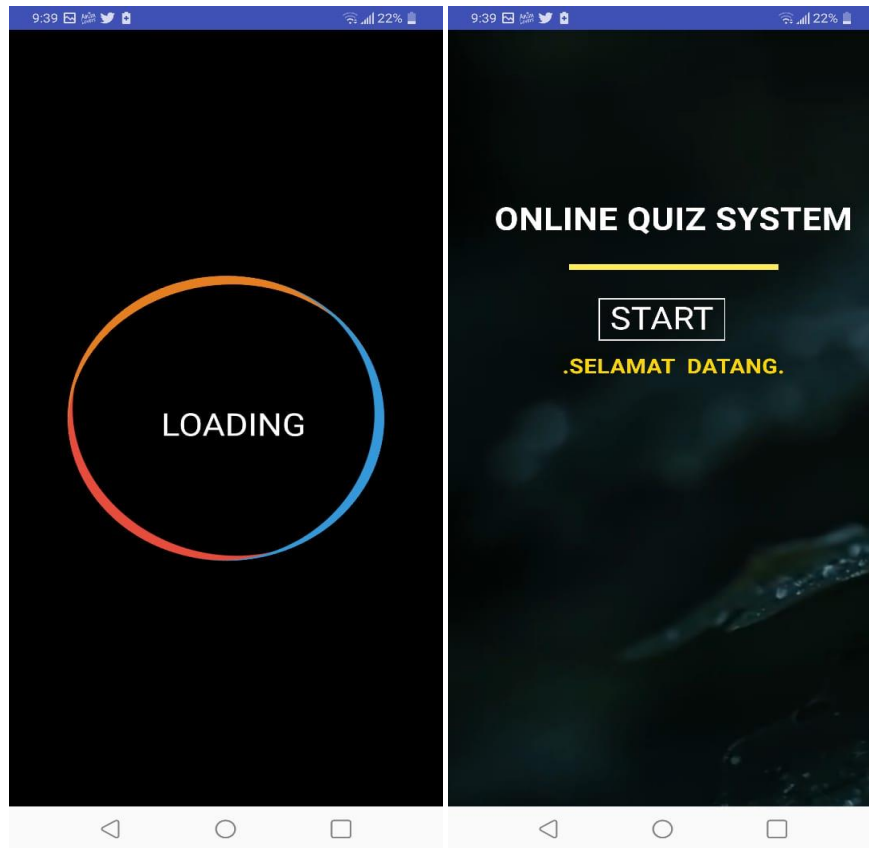 9:39
22%
LOADING
9:39
22%
ONLINE QUIZ SYSTEM
START
.SELAMAT DATANG.